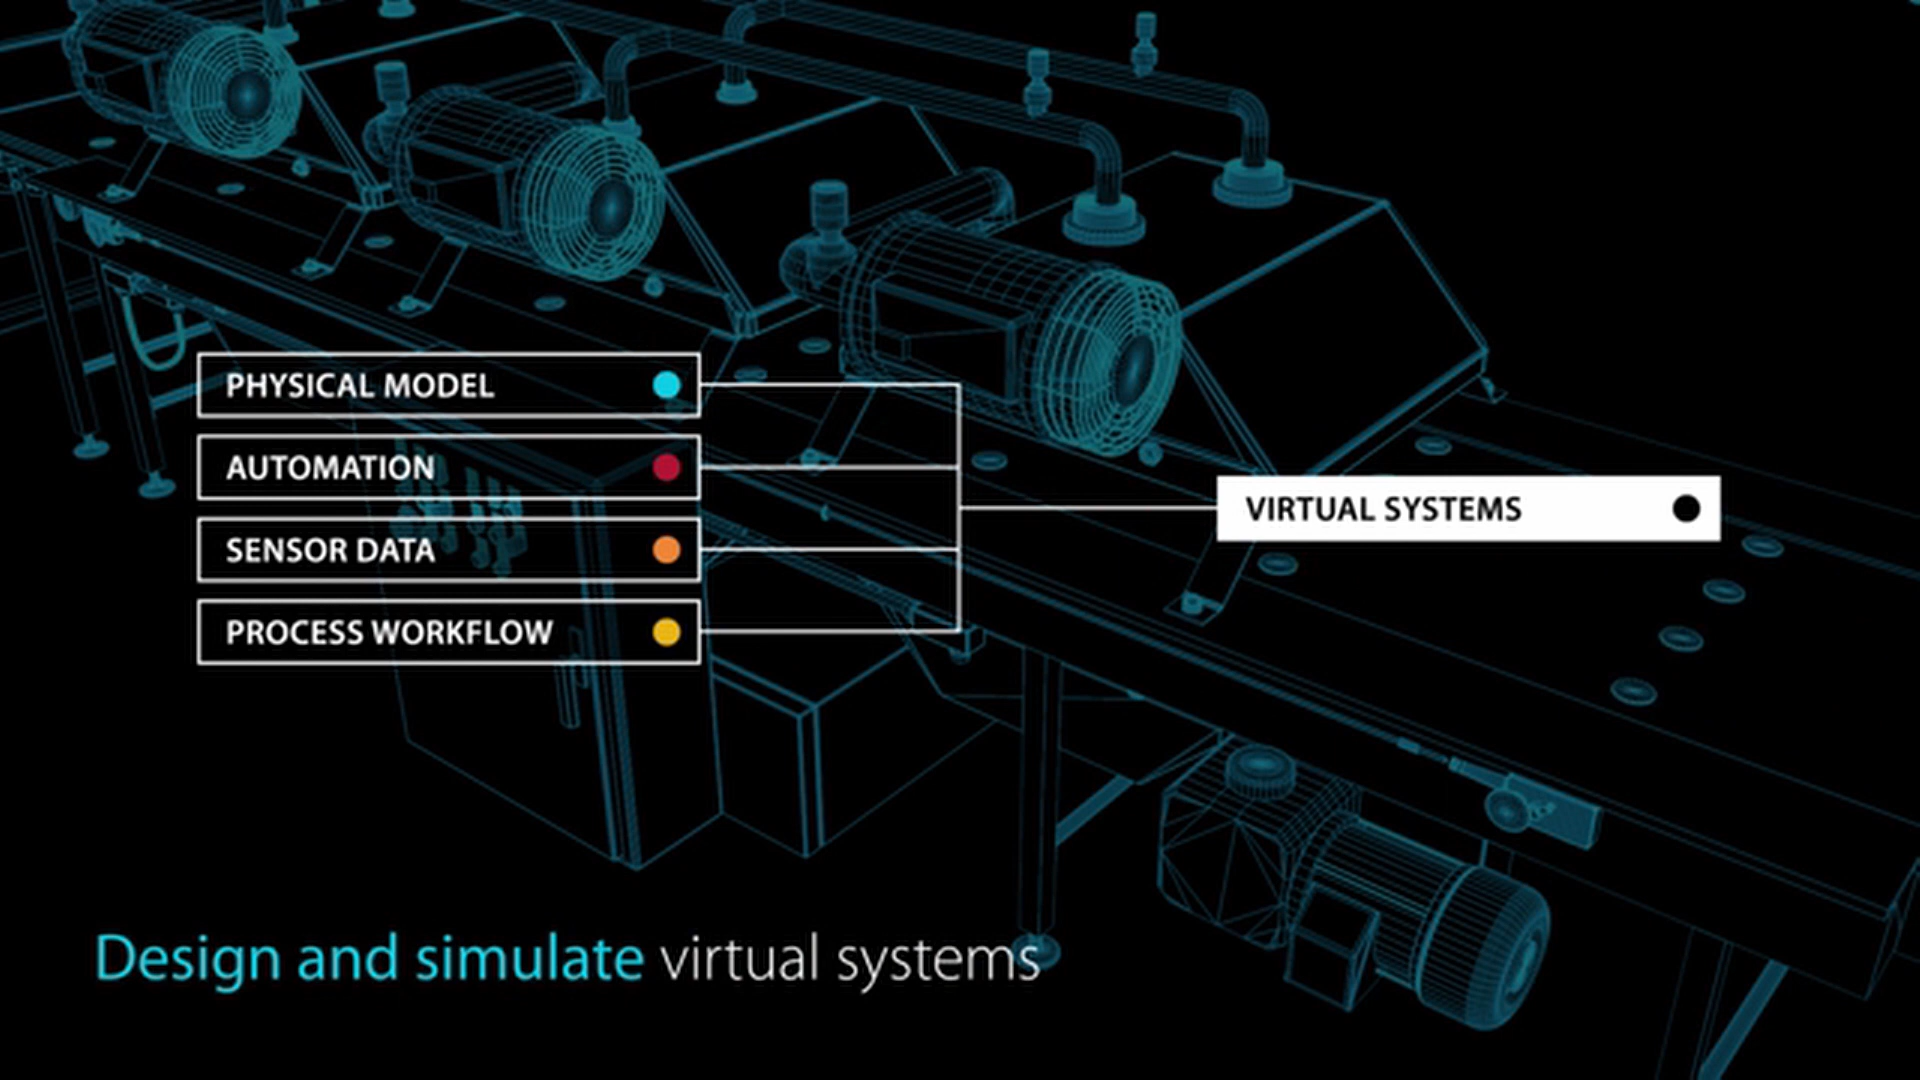 PHYSICAL MODEL
AUTOMATION
SENSOR DATA
PROCESS WORKFLOW
VIRTUAL SYSTEMS
Design and simulate virtual systems